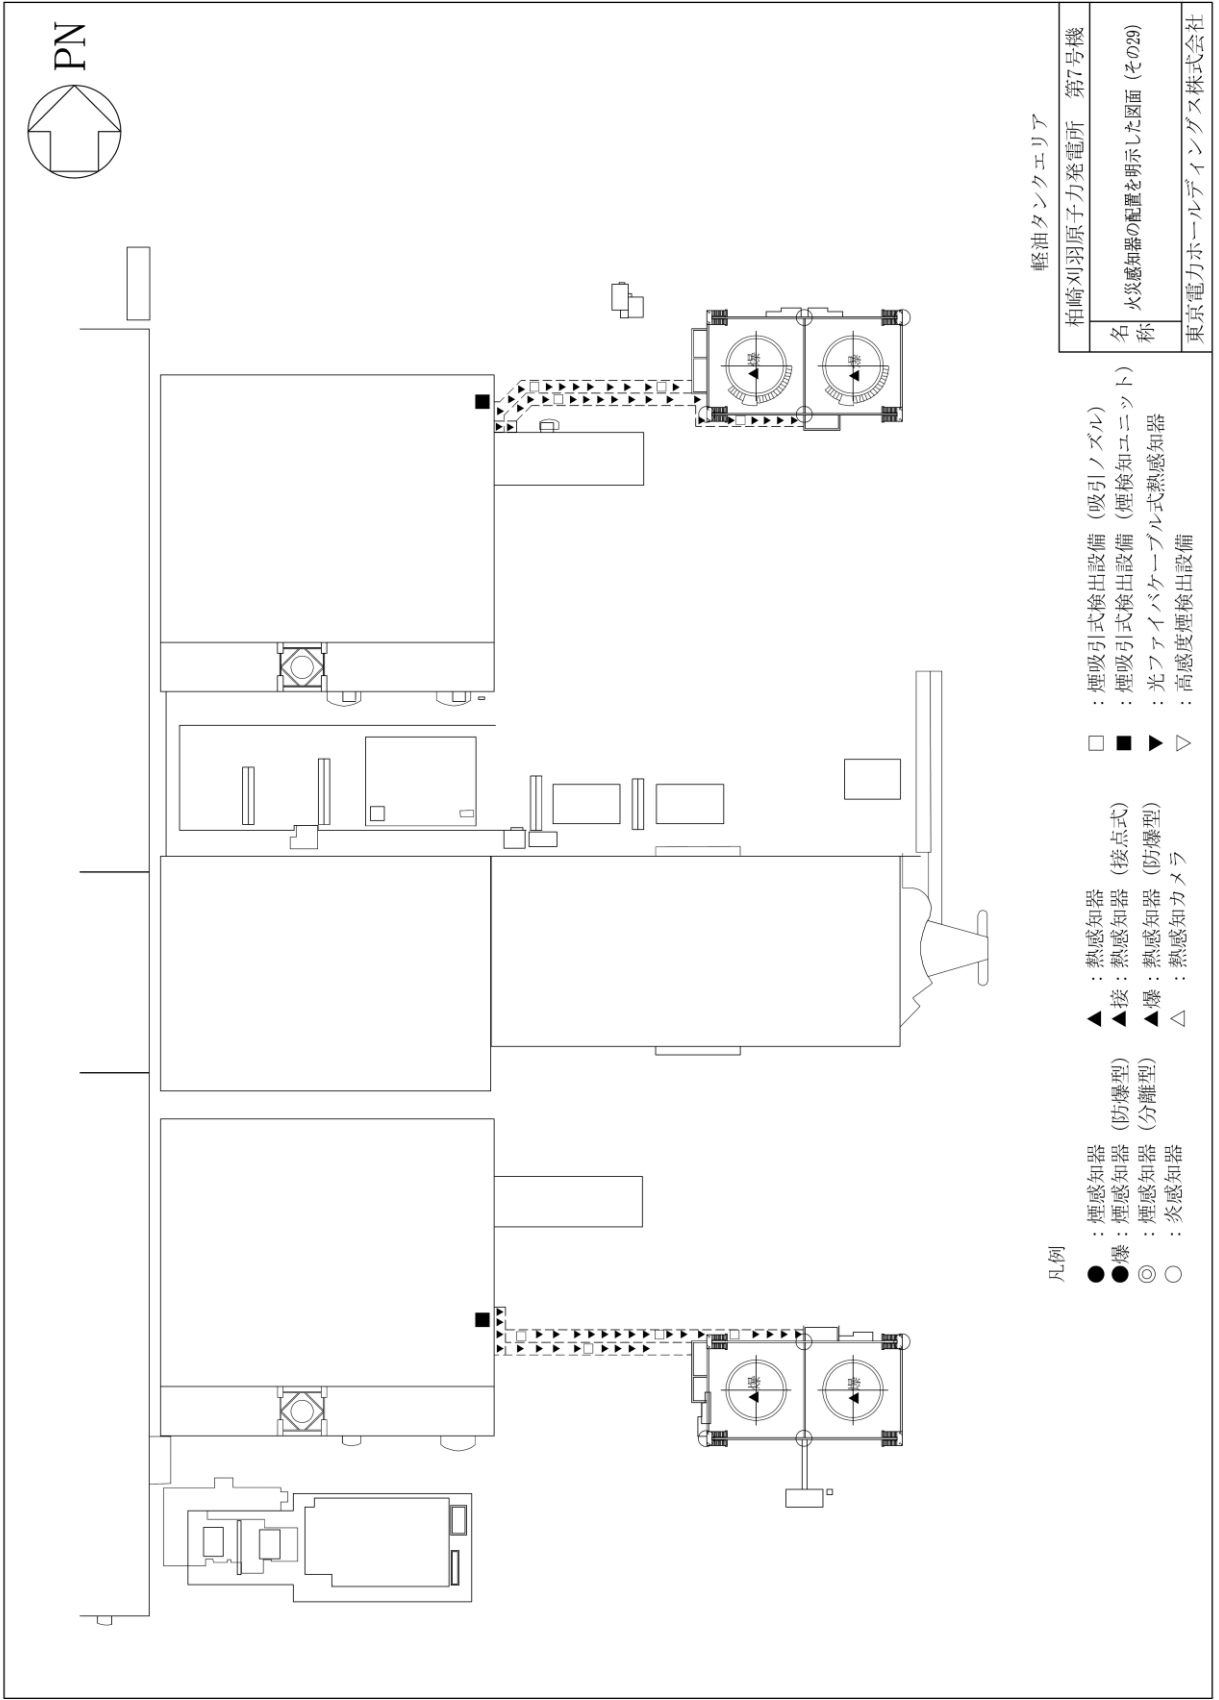 PN
爆
爆
爆
爆
軽油タンクエリア
凡例
●：煙感知器
●爆：煙感知器（防爆型）
◎：煙感知器（分離型）
○：炎感知器
▲：熱感知器
▲接：熱感知器（接点式）
▲爆：熱感知器（防爆型）
△：熱感知カメラ
□：煙吸引式検出設備（吸引ノズル）
■：煙吸引式検出設備（煙検知ユニット）
▼：光ファイバケーブル式熱感知器
▽：高感度煙検出設備
柏崎刈羽原子力発電所　第7号機
名称
火災感知器の配置を明示した図面（その29）
東京電力ホールディングス株式会社